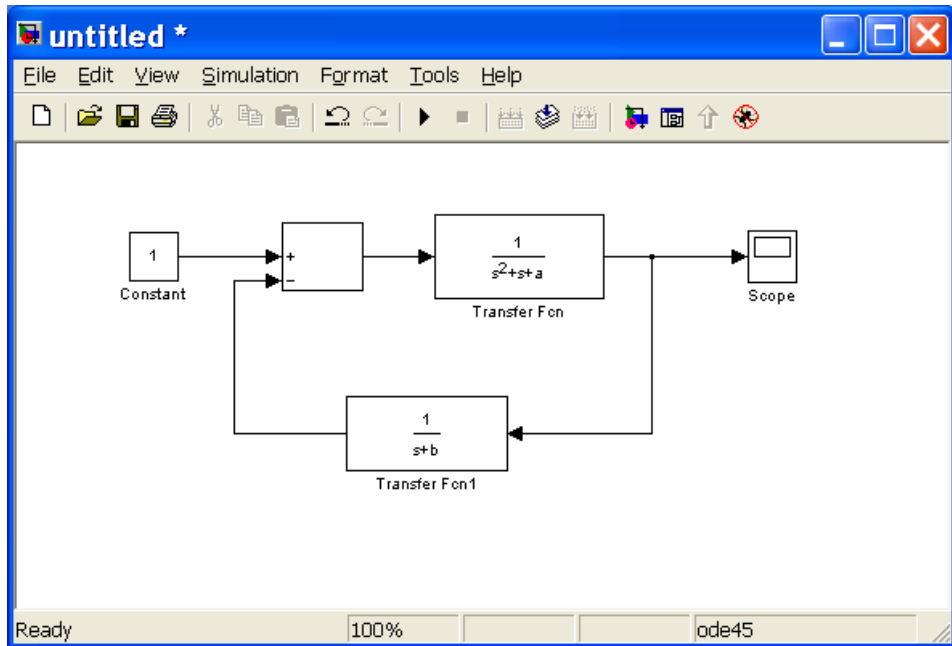 untitled *
File Edit View Simulation Format Tools Help
1
Constant
+
−
1
s²+s+a
Transfer Fcn
Scope
1
s+b
Transfer Fcn1
Ready 100% ode45